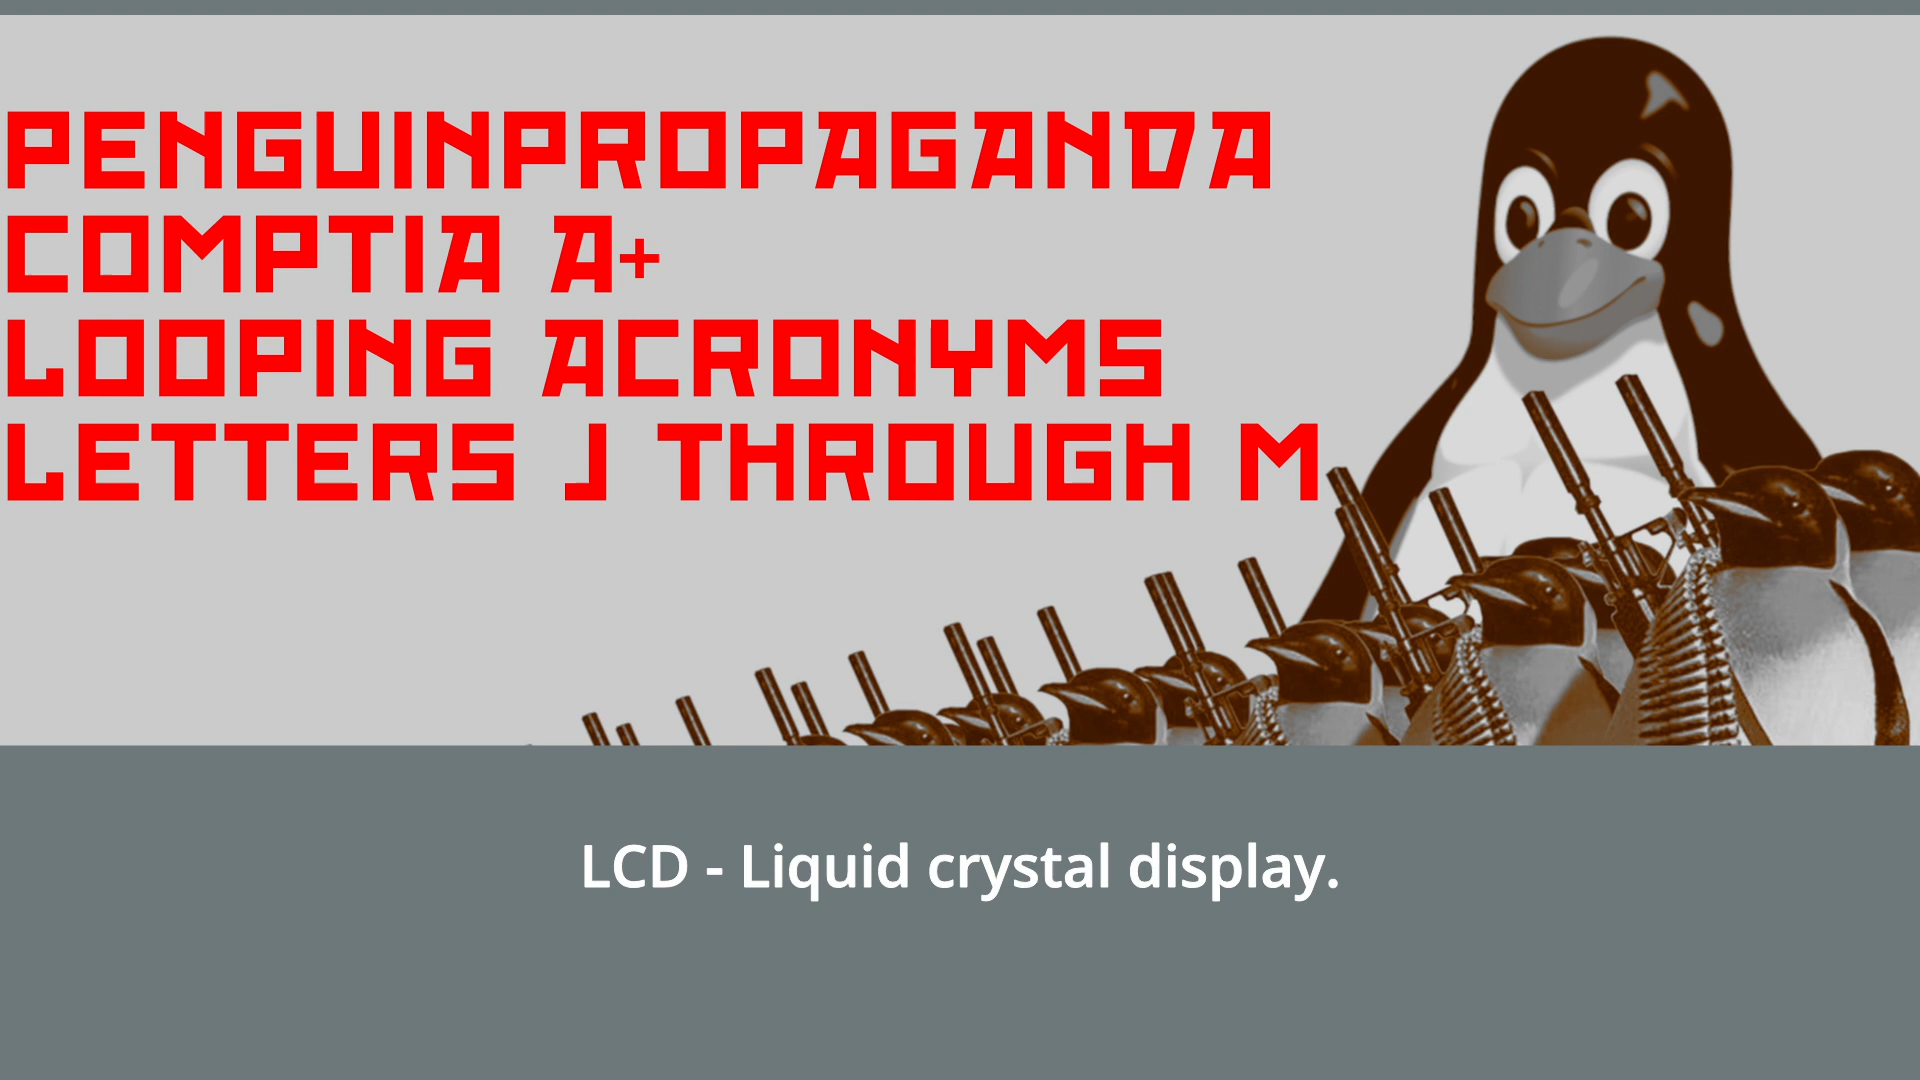 PENGUINPROPAGANDA
COMPTIA A+
LOOPING ACRONYMS
LETTERS J THROUGH M
LCD - Liquid crystal display.